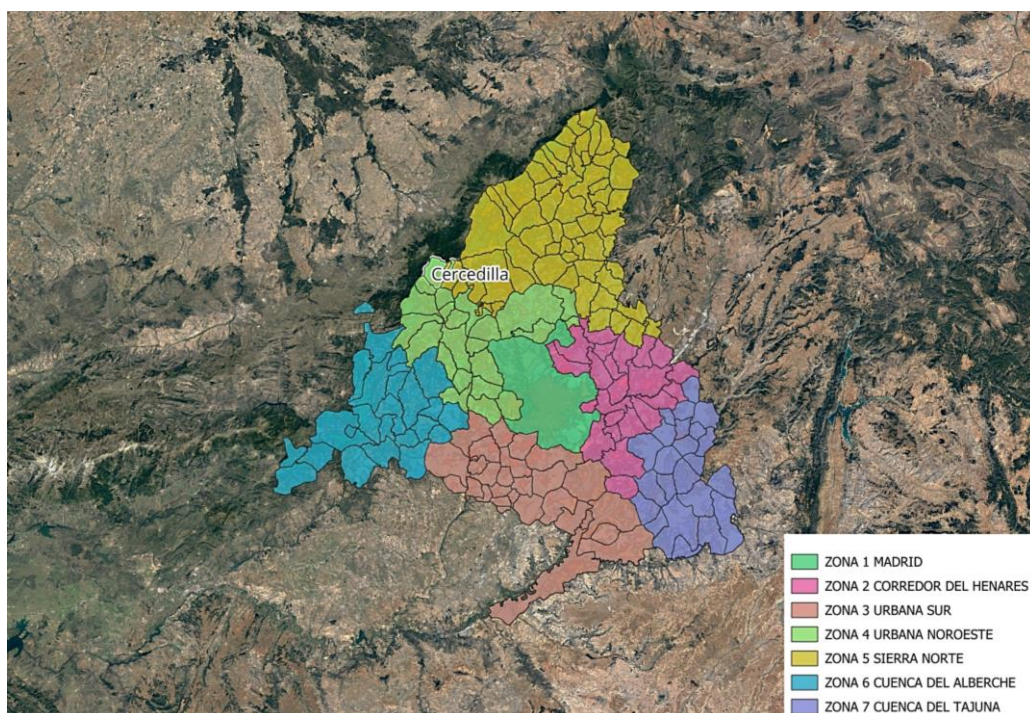 Cercedilla
ZONA 1 MADRID
ZONA 2 CORREDOR DEL HENARES
ZONA 3 URBANA SUR
ZONA 4 URBANA NOROESTE
ZONA 5 SIERRA NORTE
ZONA 6 CUENCA DEL ALBERCHE
ZONA 7 CUENCA DEL TAJUNA